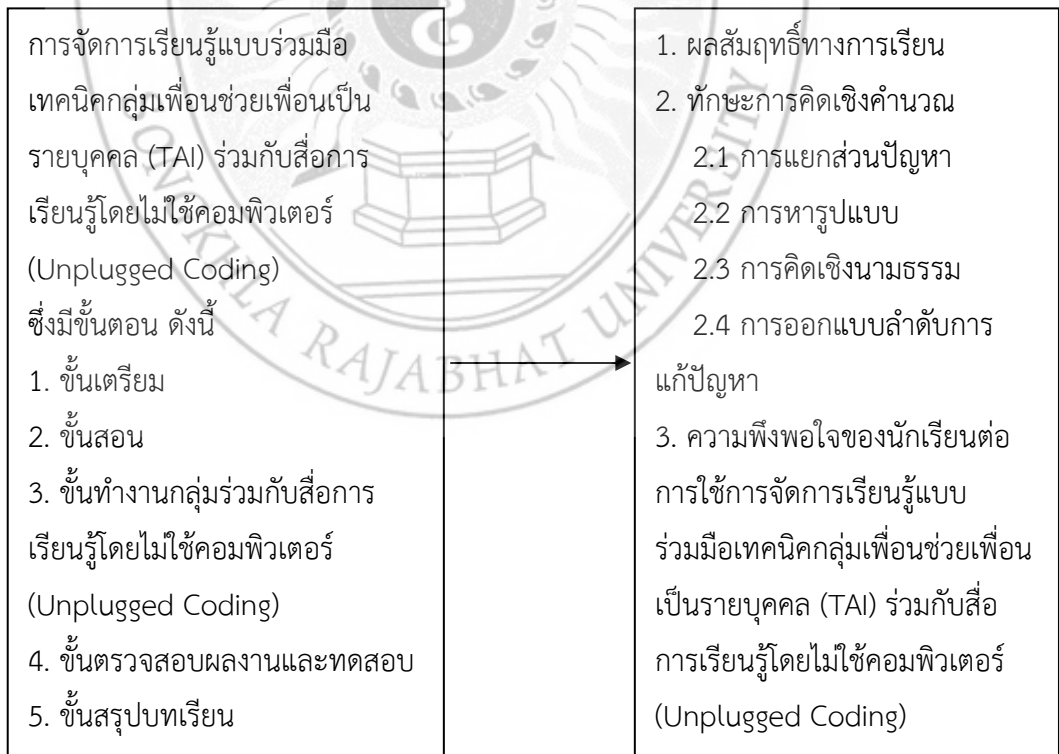 การจัดการเรียนรู้แบบร่วมมือ
เทคนิคกลุ่มเพื่อนช่วยเพื่อนเป็น
รายบุคคล (TAI) ร่วมกับสื่อการ
เรียนรู้โดยไม่ใช้คอมพิวเตอร์
(Unplugged Coding)
ซึ่งมีขั้นตอน ดังนี้
1. ขั้นเตรียม
2. ขั้นสอน
3. ขั้นทำงานกลุ่มร่วมกับสื่อการ
เรียนรู้โดยไม่ใช้คอมพิวเตอร์
(Unplugged Coding)
4. ขั้นตรวจสอบผลงานและทดสอบ
5. ขั้นสรุปบทเรียน
1. ผลสัมฤทธิ์ทางการเรียน
2. ทักษะการคิดเชิงคำนวณ
2.1 การแยกส่วนปัญหา
2.2 การหารูปแบบ
2.3 การคิดเชิงนามธรรม
2.4 การออกแบบลำดับการ
แก้ปัญหา
3. ความพึงพอใจของนักเรียนต่อ
การใช้การจัดการเรียนรู้แบบ
ร่วมมือเทคนิคกลุ่มเพื่อนช่วยเพื่อน
เป็นรายบุคคล (TAI) ร่วมกับสื่อ
การเรียนรู้โดยไม่ใช้คอมพิวเตอร์
(Unplugged Coding)
SONGKHLA RAJABHAT UNIVERSITY